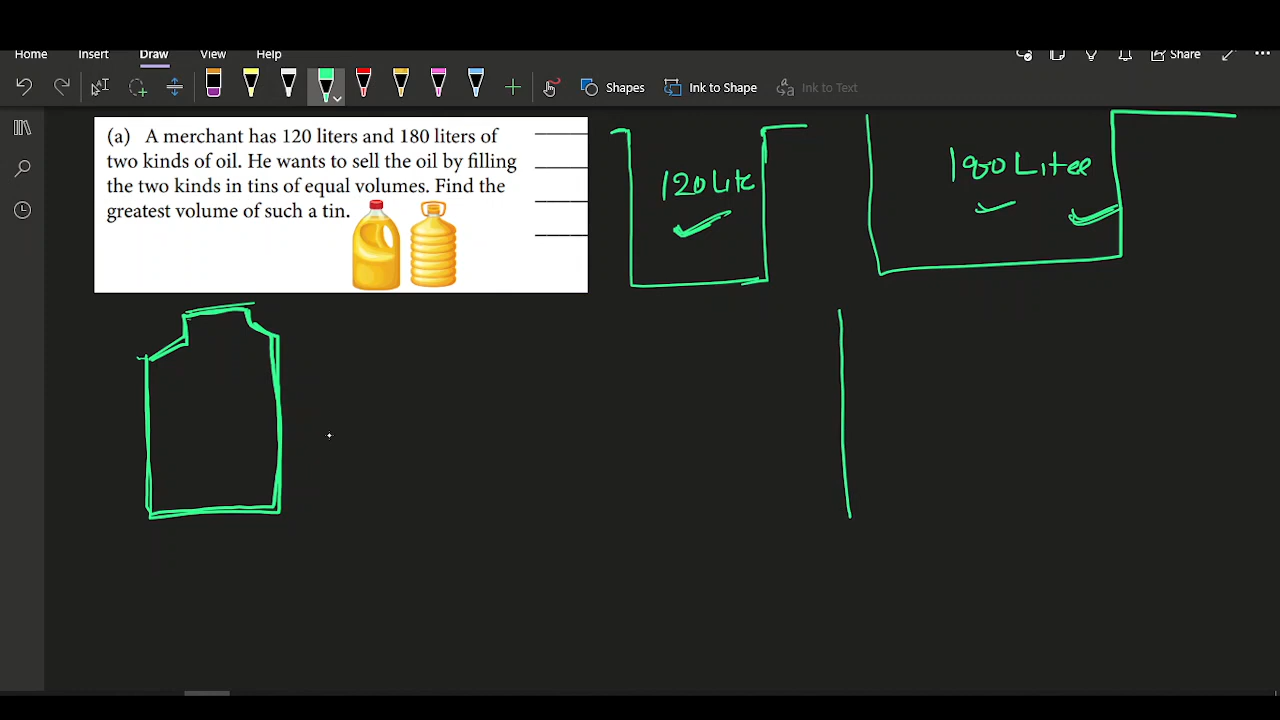 Home Insert Draw View Help Share
Shapes Ink to Shape Ink to Text
(a) A merchant has 120 liters and 180 liters of
two kinds of oil. He wants to sell the oil by filling
the two kinds in tins of equal volumes. Find the
greatest volume of such a tin.
120 Lite
180 Litee